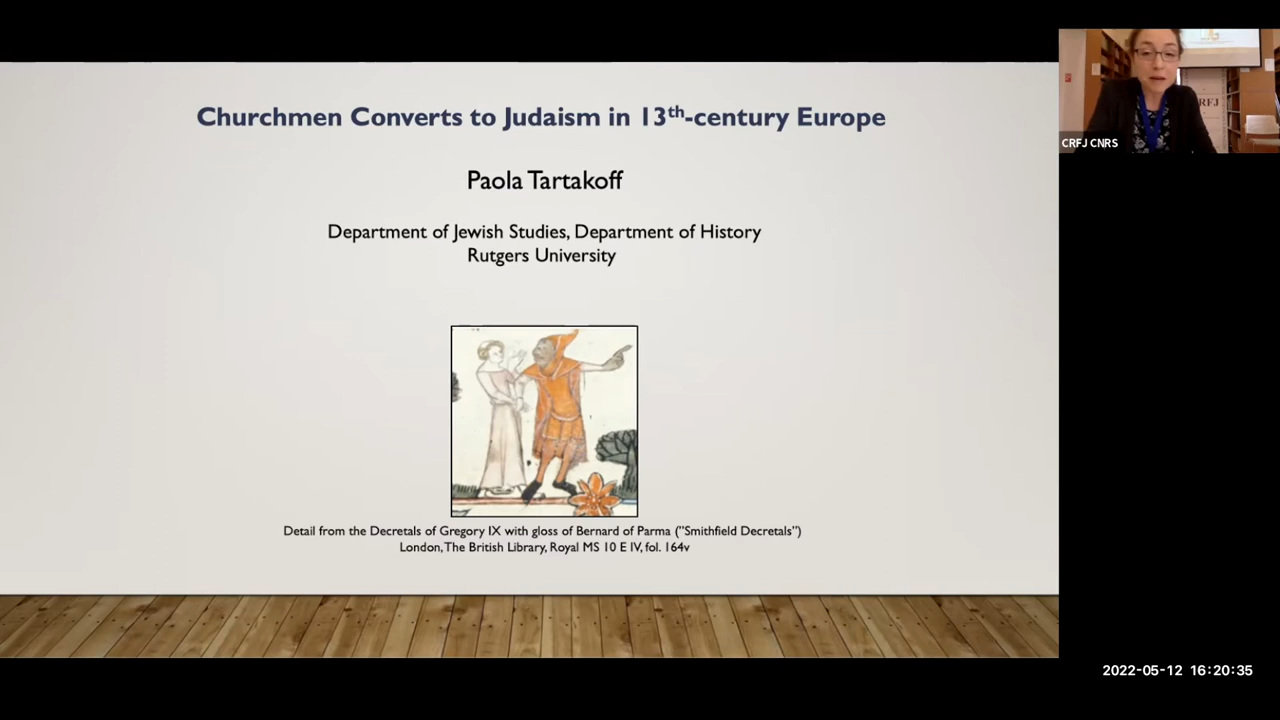 Churchmen Converts to Judaism in 13th-century Europe
Paola Tartakoff
Department of Jewish Studies, Department of History
Rutgers University
Detail from the Decretals of Gregory IX with gloss of Bernard of Parma (”Smithfield Decretals”)
London, The British Library, Royal MS 10 E IV, fol. 164v
RFJ
CRFJ CNRS
2022-05-12 16:20:35